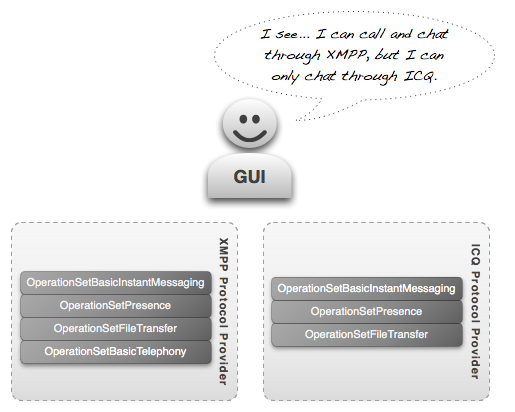 I see... I can call and chat
through XMPP, but I can
only chat through ICQ.
GUI
XMPP Protocol Provider
OperationSetBasicInstantMessaging
OperationSetPresence
OperationSetFileTransfer
OperationSetBasicTelephony
ICQ Protocol Provider
OperationSetBasicInstantMessaging
OperationSetPresence
OperationSetFileTransfer